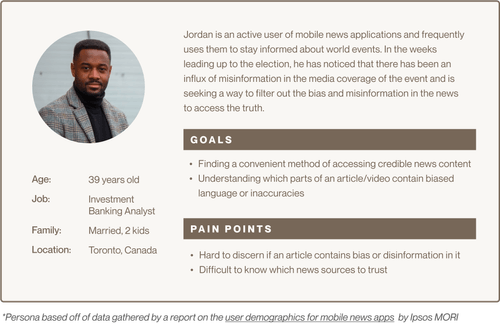 Jordan is an active user of mobile news applications and frequently
uses them to stay informed about world events. In the weeks
leading up to the election, he has noticed that there has been an
influx of misinformation in the media coverage of the event and is
seeking a way to filter out the bias and misinformation in the news
to access the truth.
GOALS
• Finding a convenient method of accessing credible news content
• Understanding which parts of an article/video contain biased
language or inaccuracies
Age: 39 years old
Job: Investment
Banking Analyst
Family: Married, 2 kids
Location: Toronto, Canada
PAIN POINTS
• Hard to discern if an article contains bias or disinformation in it
• Difficult to know which news sources to trust
*Persona based off of data gathered by a report on the user demographics for mobile news apps by Ipsos MORI